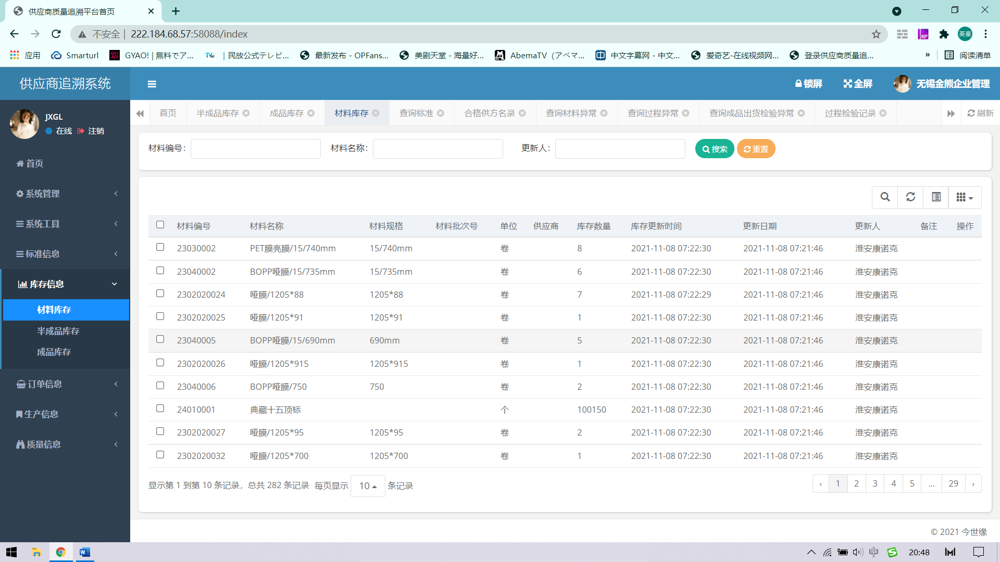 供应商质量追溯平台首页
不安全 | 222.184.68.57:58088/index
英豪
应用 Smarturl GYAO! | 無料でア... | 民放公式テレビ... 最新发布 - OPFans... 美剧天堂 - 海量好... AbemaTV（アベマ... 中文字幕网 - 中文... 爱奇艺-在线视频网... 登录供应商质量追... » 阅读清单
供应商追溯系统 锁屏 全屏 无锡金熊企业管理
首页 半成品库存 成品库存 材料库存 查询标准 合格供方名录 查询材料异常 查询过程异常 查询成品出货检验异常 过程检验记录 刷新
JXGL
在线 注销
首页
系统管理
系统工具
标准信息
库存信息
材料库存
半成品库存
成品库存
订单信息
生产信息
质量信息
材料编号： 材料名称： 更新人： 搜索 重置
材料编号 材料名称 材料规格 材料批次号 单位 供应商 库存数量 库存更新时间 更新日期 更新人 备注 操作
23030002 PET膜亮膜/15/740mm 15/740mm 卷 8 2021-11-08 07:22:30 2021-11-08 07:21:46 淮安康诺克
23040002 BOPP哑膜/15/735mm 15/735mm 卷 6 2021-11-08 07:22:30 2021-11-08 07:21:46 淮安康诺克
2302020024 哑膜/1205*88 1205*88 卷 7 2021-11-08 07:22:29 2021-11-08 07:21:46 淮安康诺克
2302020025 哑膜/1205*91 1205*91 卷 1 2021-11-08 07:22:30 2021-11-08 07:21:46 淮安康诺克
23040005 BOPP哑膜/15/690mm 690mm 卷 5 2021-11-08 07:22:30 2021-11-08 07:21:46 淮安康诺克
2302020026 哑膜/1205*915 1205*915 卷 1 2021-11-08 07:22:30 2021-11-08 07:21:46 淮安康诺克
23040006 BOPP哑膜/750 750 卷 2 2021-11-08 07:22:30 2021-11-08 07:21:46 淮安康诺克
24010001 典藏十五顶标 个 100150 2021-11-08 07:22:30 2021-11-08 07:21:46 淮安康诺克
2302020027 哑膜/1205*95 1205*95 卷 2 2021-11-08 07:22:30 2021-11-08 07:21:46 淮安康诺克
2302020032 哑膜/1205*700 1205*700 卷 1 2021-11-08 07:22:30 2021-11-08 07:21:46 淮安康诺克
显示第 1 到第 10 条记录，总共 282 条记录 每页显示 10 条记录 ‹ 1 2 3 4 5 ... 29 ›
© 2021 今世缘
中 20:48